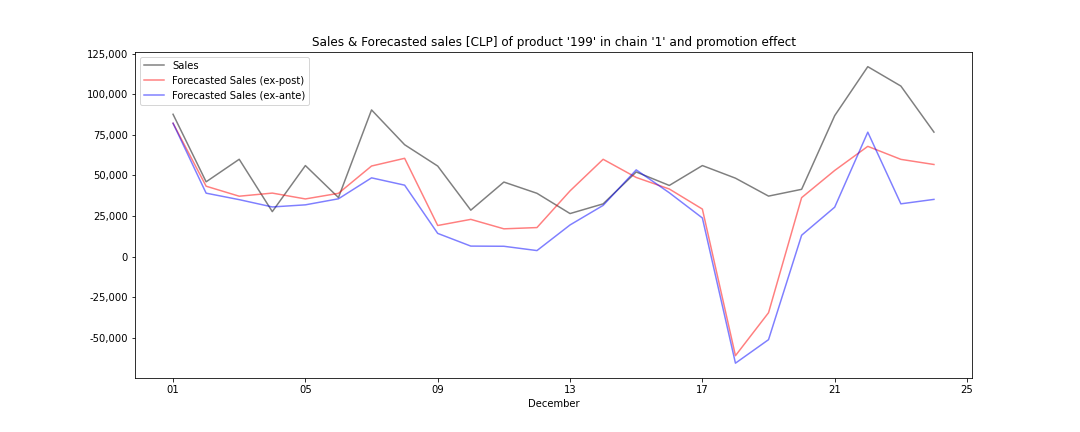 Sales & Forecasted sales [CLP] of product '199' in chain '1' and promotion effect
125,000
100,000
75,000
50,000
25,000
0
-25,000
-50,000
Sales
Forecasted Sales (ex-post)
Forecasted Sales (ex-ante)
01 05 09 13 17 21 25
December